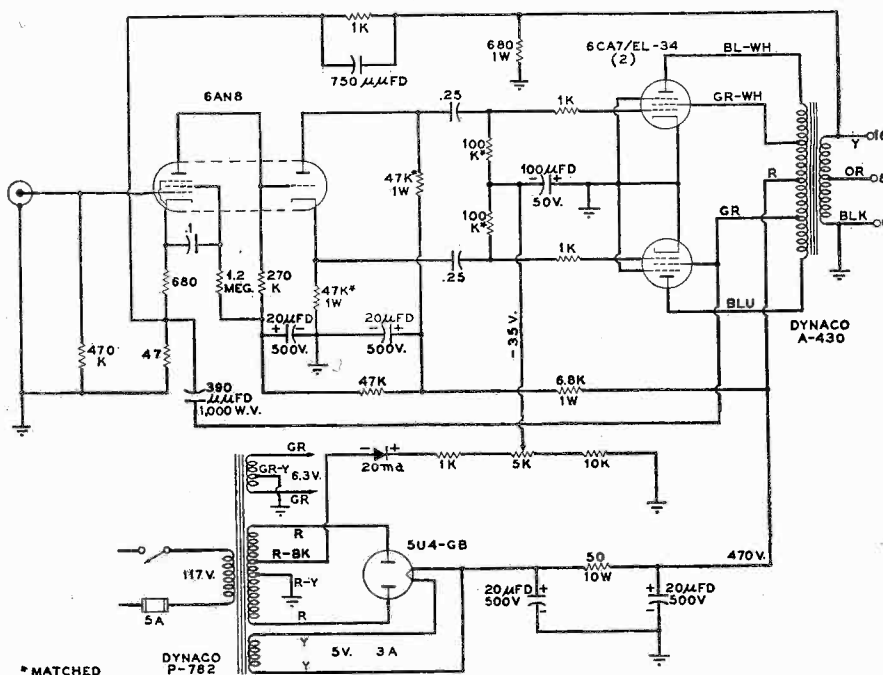 1K
750 μμFD
680
1W
6CA7/EL-34
(2)
BL-WH
GR-WH
6AN8
.25
1K
100
K*
47K*
1W
100μFD
- +
50V.
100
K*
R
GR
Y
OR
BLK
16
8
.1
680
1.2
MEG.
270
K
47K*
1W
.25
1K
BLU
DYNACO
A-430
20μFD
+ -
500V.
20μFD
- +
500V.
-35V.
470
K
47
390
μμFD
1,000 W.V.
47K
6.8K
1W
GR
GR-Y
6.3V.
GR
- +
20ma
1K
5K
10K
R
R-BK
R-Y
R
5U4-GB
117V.
5A
50
10W
470V.
20μFD
500V
+
-
+
-
20μFD
500V
Y
5V. 3A
Y
*MATCHED
DYNACO
P-782